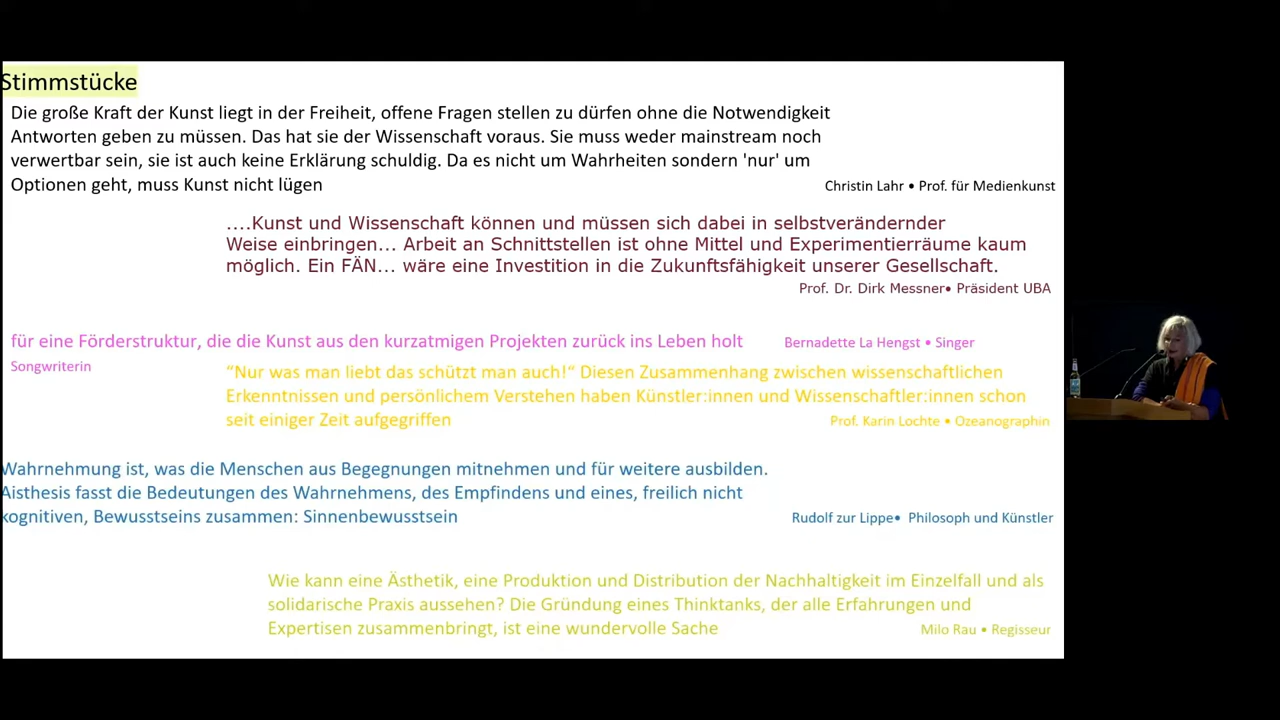 Stimmstücke
Die große Kraft der Kunst liegt in der Freiheit, offene Fragen stellen zu dürfen ohne die Notwendigkeit
Antworten geben zu müssen. Das hat sie der Wissenschaft voraus. Sie muss weder mainstream noch
verwertbar sein, sie ist auch keine Erklärung schuldig. Da es nicht um Wahrheiten sondern 'nur' um
Optionen geht, muss Kunst nicht lügen
Christin Lahr • Prof. für Medienkunst
....Kunst und Wissenschaft können und müssen sich dabei in selbstverändernder
Weise einbringen... Arbeit an Schnittstellen ist ohne Mittel und Experimentierräume kaum
möglich. Ein FÄN... wäre eine Investition in die Zukunftsfähigkeit unserer Gesellschaft.
Prof. Dr. Dirk Messner• Präsident UBA
für eine Förderstruktur, die die Kunst aus den kurzatmigen Projekten zurück ins Leben holt
Bernadette La Hengst • Singer
Songwriterin
“Nur was man liebt das schützt man auch!“ Diesen Zusammenhang zwischen wissenschaftlichen
Erkenntnissen und persönlichem Verstehen haben Künstler:innen und Wissenschaftler:innen schon
seit einiger Zeit aufgegriffen
Prof. Karin Lochte • Ozeanographin
Wahrnehmung ist, was die Menschen aus Begegnungen mitnehmen und für weitere ausbilden.
Aisthesis fasst die Bedeutungen des Wahrnehmens, des Empfindens und eines, freilich nicht
kognitiven, Bewusstseins zusammen: Sinnenbewusstsein
Rudolf zur Lippe• Philosoph und Künstler
Wie kann eine Ästhetik, eine Produktion und Distribution der Nachhaltigkeit im Einzelfall und als
solidarische Praxis aussehen? Die Gründung eines Thinktanks, der alle Erfahrungen und
Expertisen zusammenbringt, ist eine wundervolle Sache
Milo Rau • Regisseur